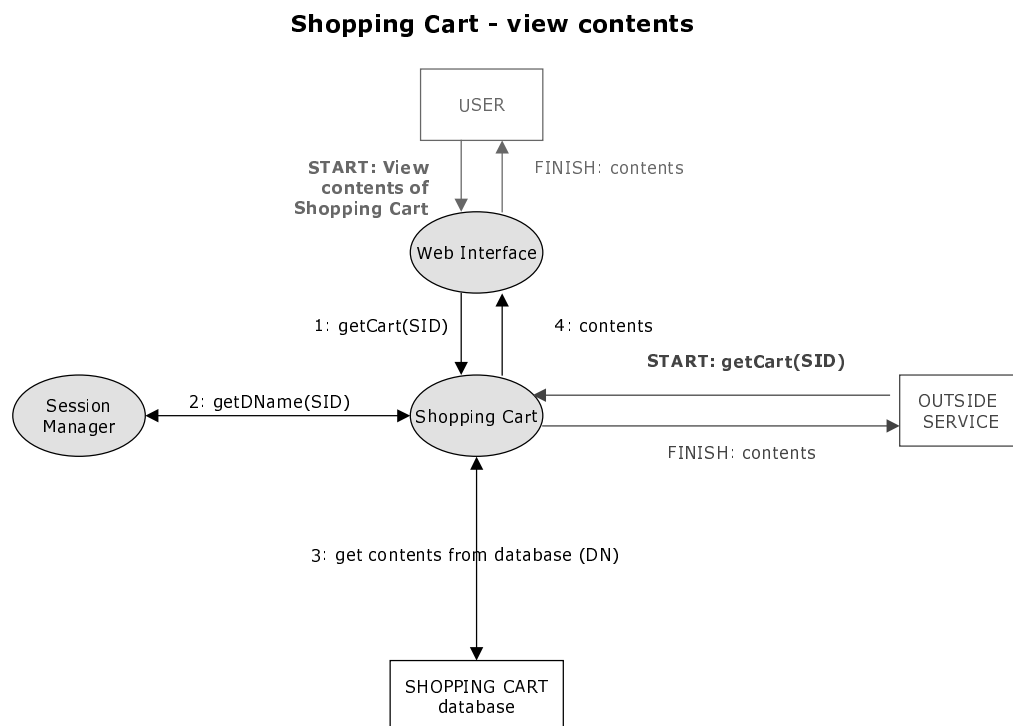 Shopping Cart - view contents
USER
START: View
contents of
Shopping Cart
FINISH: contents
Web Interface
1: getCart(SID)
4: contents
START: getCart(SID)
Session
Manager
2: getDName(SID)
Shopping Cart
OUTSIDE
SERVICE
FINISH: contents
3: get contents from database (DN)
SHOPPING CART
database